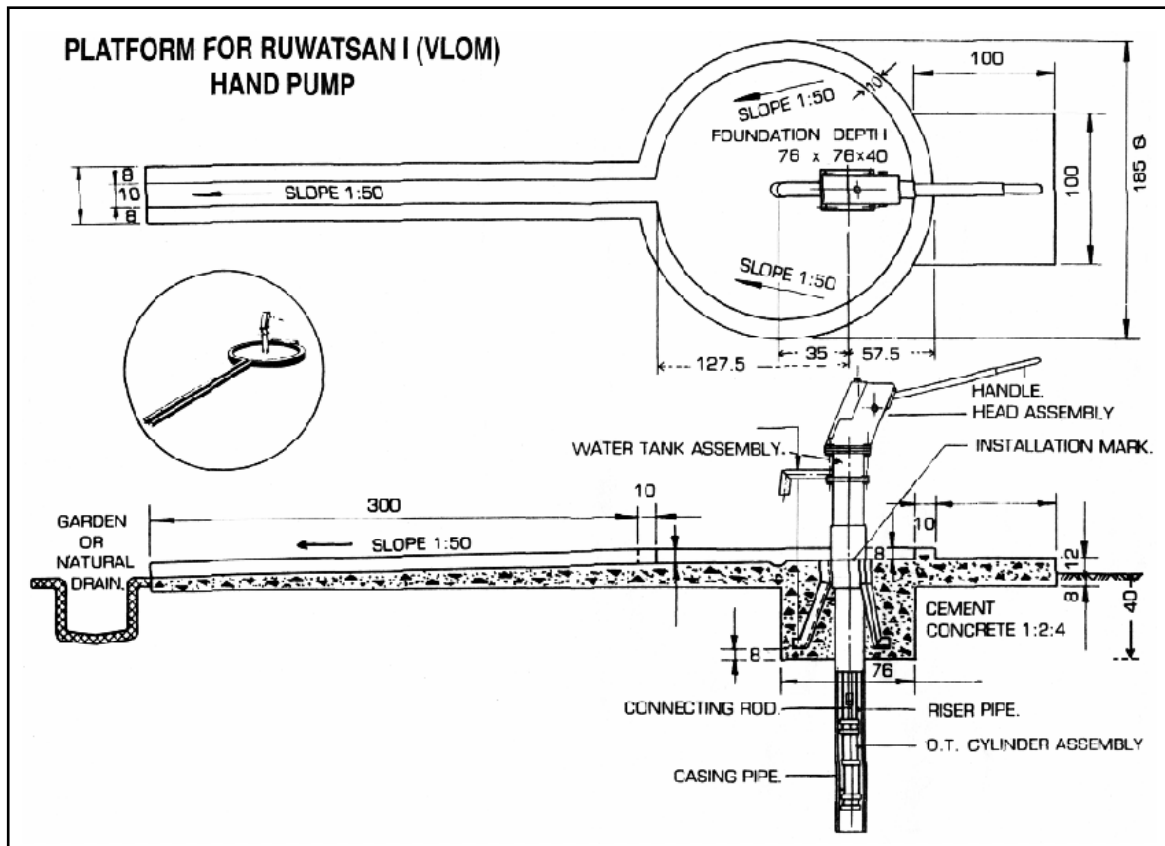 PLATFORM FOR RUWATSAN I (VLOM)
HAND PUMP
100
SLOPE 1:50
10
FOUNDATION DEPTH
76 x 76x40
8
10
8
SLOPE 1:50
100
185 Ø
SLOPE 1:50
127.5
35
57.5
HANDLE.
HEAD ASSEMBLY
WATER TANK ASSEMBLY.
INSTALLATION MARK.
300
10
10
GARDEN
OR
NATURAL
DRAIN.
SLOPE 1:50
8
12
8
40
CEMENT
CONCRETE 1:2:4
8
76
CONNECTING ROD.
RISER PIPE.
O.T. CYLINDER ASSEMBLY
CASING PIPE.